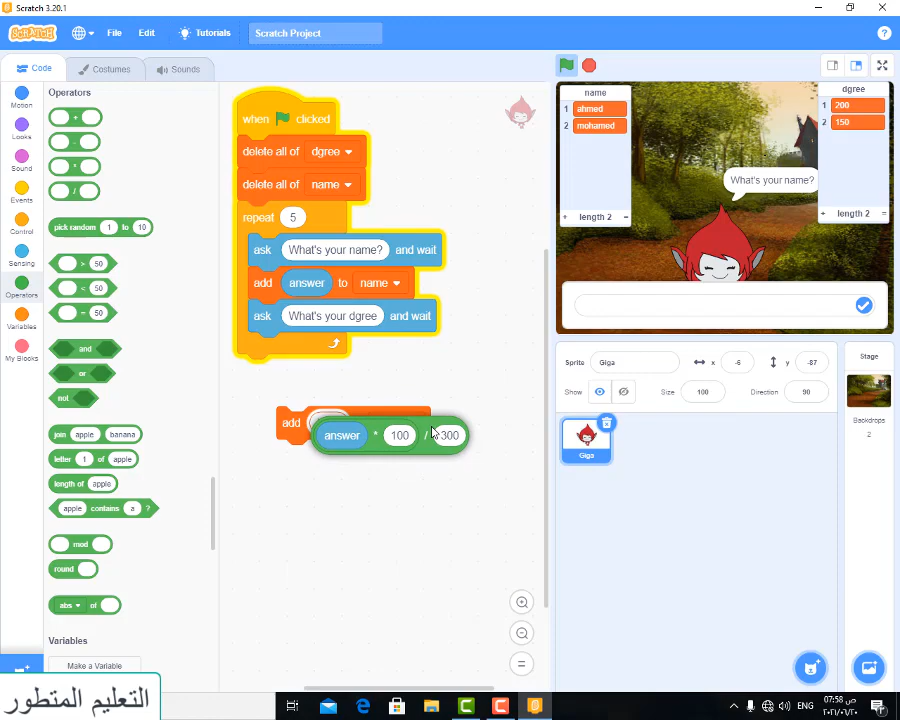 Scratch 3.20.1
SCRATCH
File Edit Tutorials Scratch Project
Code Costumes Sounds
Motion
Looks
Sound
Events
Control
Sensing
Operators
Variables
My Blocks
Operators
+
-
*
/
pick random 1 to 10
> 50
< 50
= 50
and
or
not
join apple banana
letter 1 of apple
length of apple
apple contains a ?
mod
round
abs of
Variables
Make a Variable
when clicked
delete all of dgree
delete all of name
repeat 5
ask What's your name? and wait
add answer to name
ask What's your dgree and wait
add
answer * 100 / 300
name
1 ahmed
2 mohamed
+ length 2 =
dgree
1 200
2 150
+ length 2 =
What's your name?
Sprite Giga x -6 y -87
Show Size 100 Direction 90
Giga
Stage
Backdrops
2
التعليم المتطور
ENG
07:58 ص